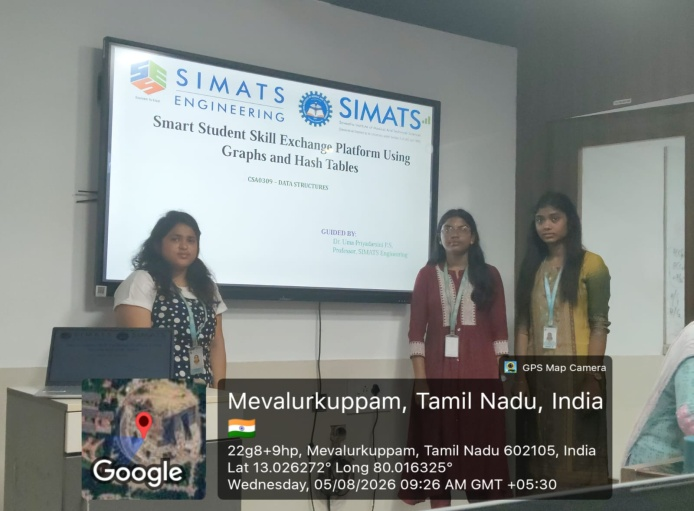 SIMATS
ENGINEERING
SIMATS
Smart Student Skill Exchange Platform Using
Graphs and Hash Tables
CSA0309 - DATA STRUCTURES
GUIDED BY:
Professor, SIMATS Engineering
GPS Map Camera
Mevalurkuppam, Tamil Nadu, India
22g8+9hp, Mevalurkuppam, Tamil Nadu 602105, India
Lat 13.026272° Long 80.016325°
Wednesday, 05/08/2026 09:26 AM GMT +05:30
Google